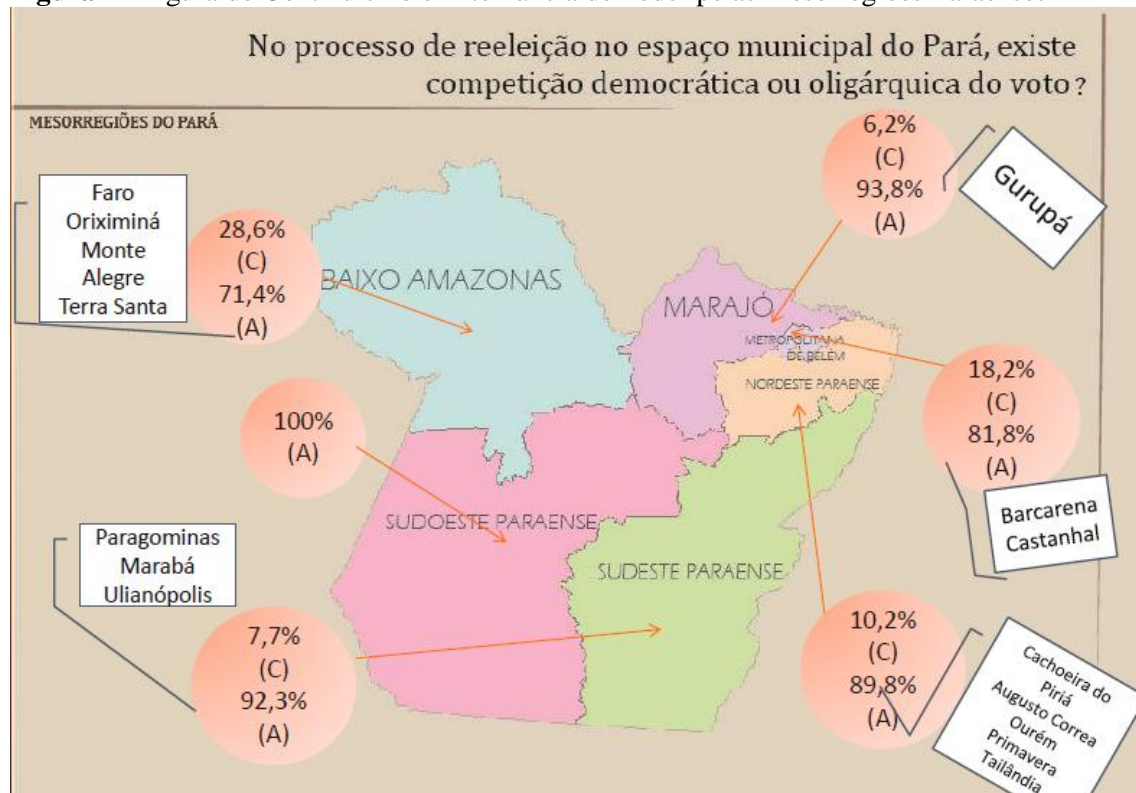 No processo de reeleição no espaço municipal do Pará, existe
competição democrática ou oligárquica do voto?
MESORREGIÕES DO PARÁ
Faro
Oriximiná
Monte
Alegre
Terra Santa
28,6%
(C)
71,4%
(A)
6,2%
(C)
93,8%
(A)
Gurupá
BAIXO AMAZONAS
MARAJÓ
METROPOLITANA
DE BELÉM
NORDESTE PARAENSE
18,2%
(C)
81,8%
(A)
Barcarena
Castanhal
100%
(A)
SUDOESTE PARAENSE
SUDESTE PARAENSE
Paragominas
Marabá
Ulianópolis
7,7%
(C)
92,3%
(A)
10,2%
(C)
89,8%
(A)
Cachoeira do
Piriá
Augusto Correa
Ourém
Primavera
Tailândia